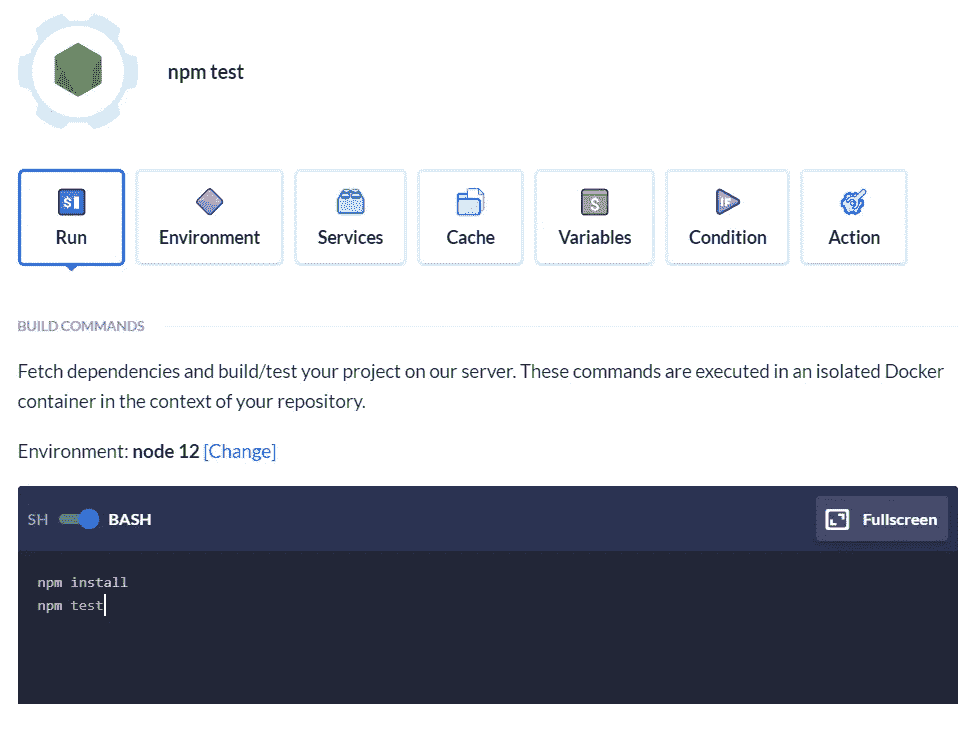 npm test
Run
Environment
Services
Cache
Variables
Condition
Action
BUILD COMMANDS
Fetch dependencies and build/test your project on our server. These commands are executed in an isolated Docker
container in the context of your repository.
Environment: node 12 [Change]
SH BASH
Fullscreen
npm install
npm test